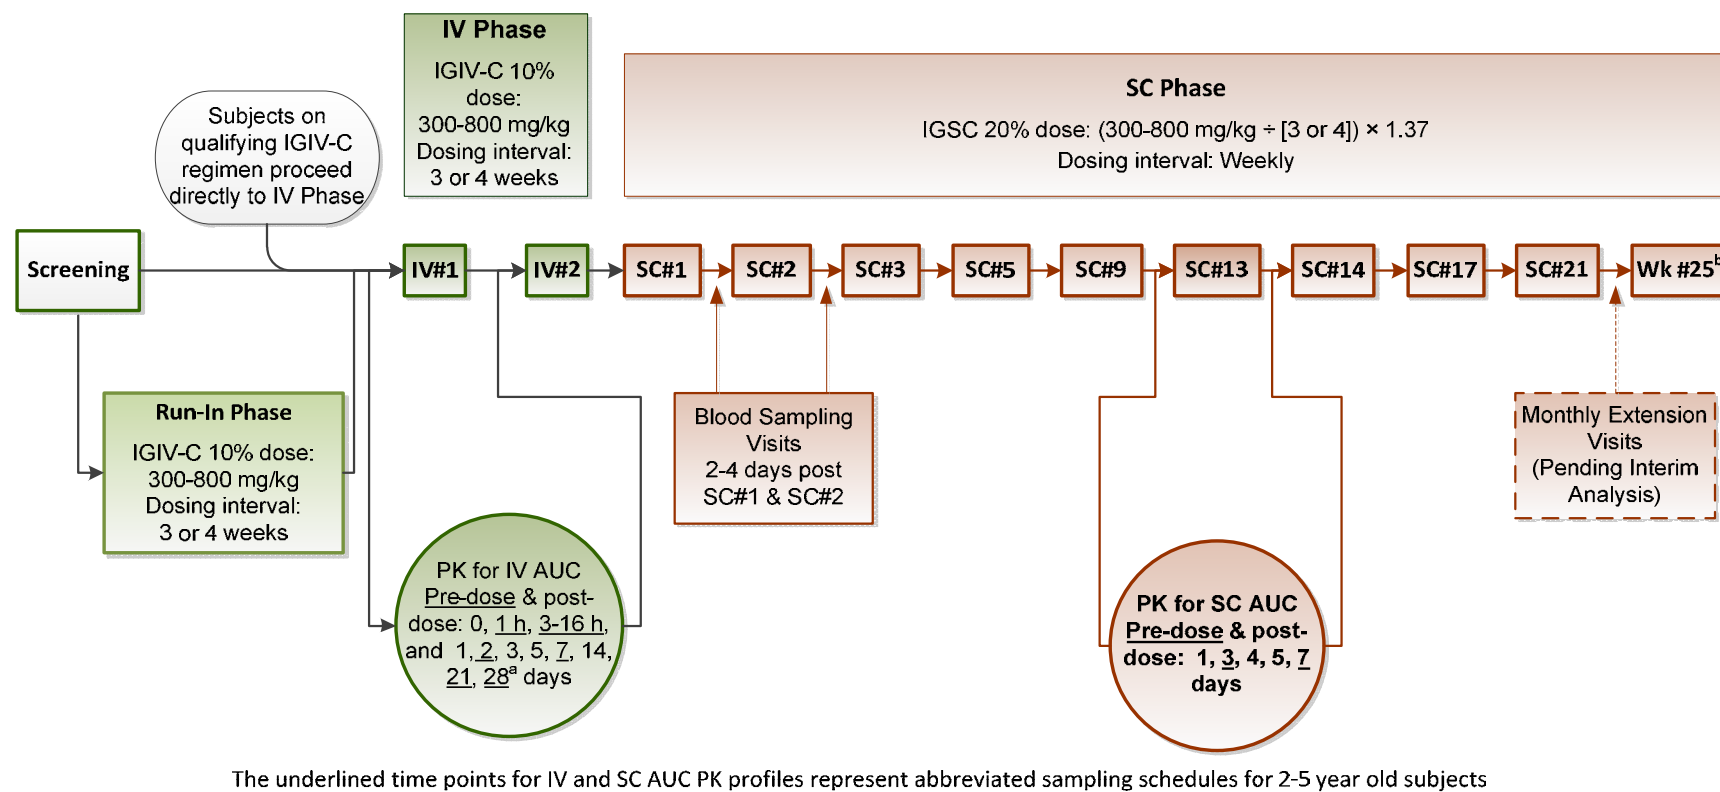 IV Phase
IGIV-C 10%
dose:
300-800 mg/kg
Dosing interval:
3 or 4 weeks
SC Phase
IGSC 20% dose: (300-800 mg/kg ÷ [3 or 4]) × 1.37
Dosing interval: Weekly
Subjects on
qualifying IGIV-C
regimen proceed
directly to IV Phase
Screening
IV#1
IV#2
SC#1
SC#2
SC#3
SC#5
SC#9
SC#13
SC#14
SC#17
SC#21
Wk #25b
Run-In Phase
IGIV-C 10% dose:
300-800 mg/kg
Dosing interval:
3 or 4 weeks
Blood Sampling
Visits
2-4 days post
SC#1 & SC#2
Monthly Extension
Visits
(Pending Interim
Analysis)
PK for IV AUC
Pre-dose & post-
dose: 0, 1 h, 3-16 h,
and 1, 2, 3, 5, 7, 14,
21, 28a days
PK for SC AUC
Pre-dose & post-
dose: 1, 3, 4, 5, 7
days
The underlined time points for IV and SC AUC PK profiles represent abbreviated sampling schedules for 2-5 year old subjects